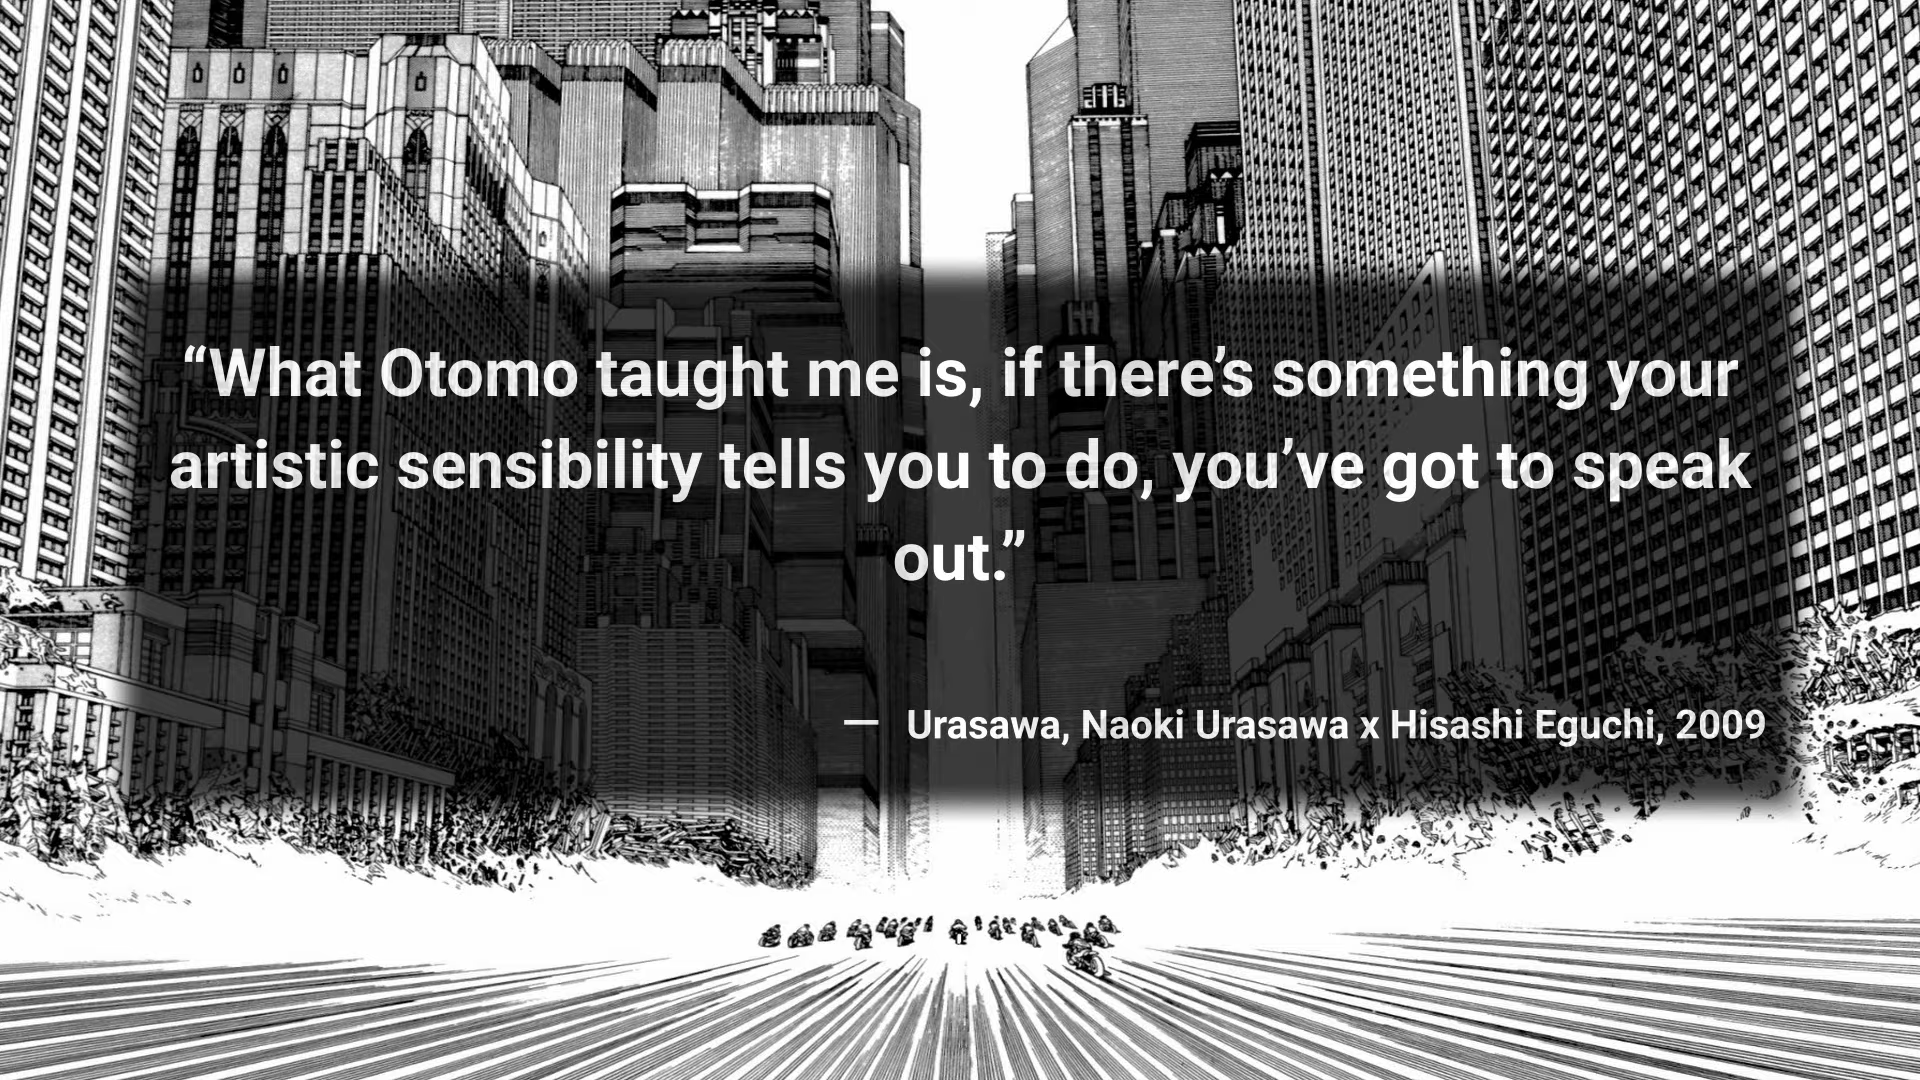 “What Otomo taught me is, if there’s something your
artistic sensibility tells you to do, you’ve got to speak
out.”
— Urasawa, Naoki Urasawa x Hisashi Eguchi, 2009